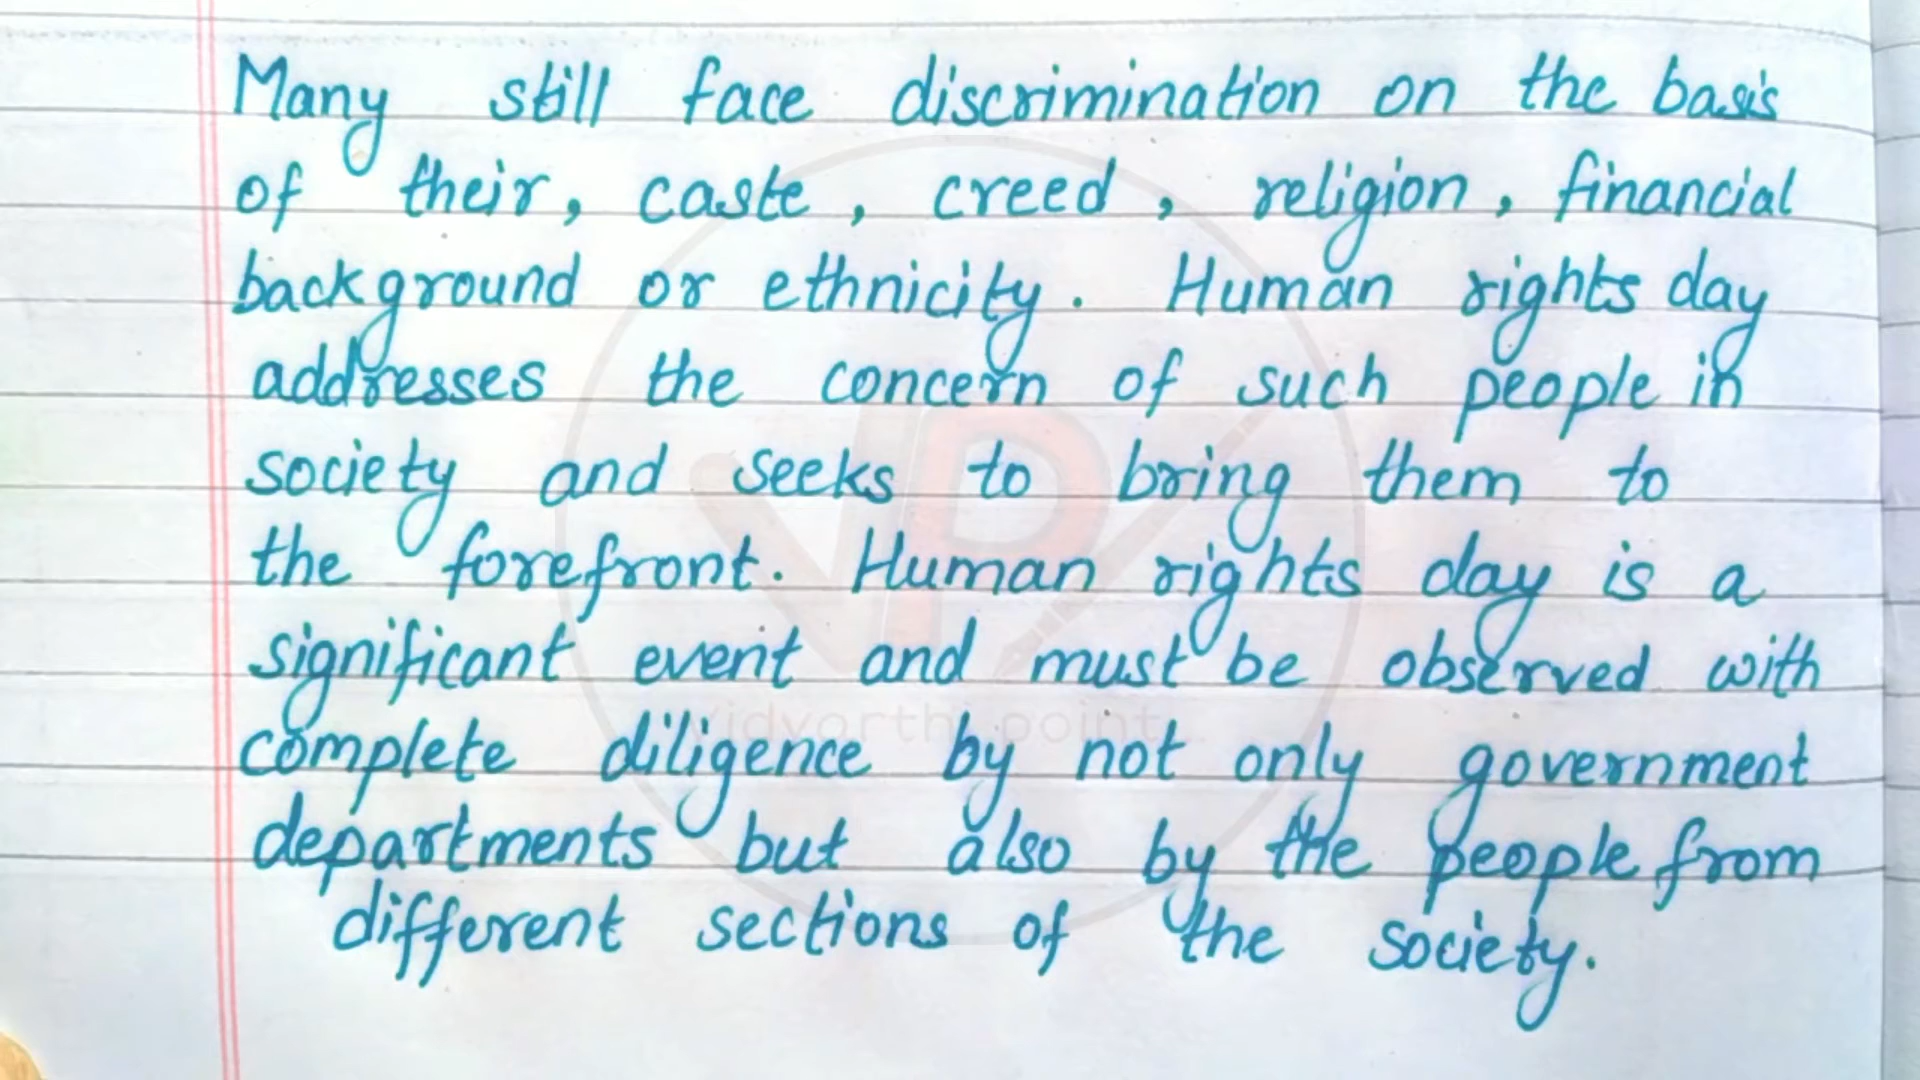 Many still face discrimination on the basis
of their, caste, creed, religion, financial
background or ethnicity. Human rights day
addresses the concern of such people in
society and seeks to bring them to
the forefront. Human rights day is a
significant event and must be observed with
complete diligence by not only government
departments but also by the people from
different sections of the society.